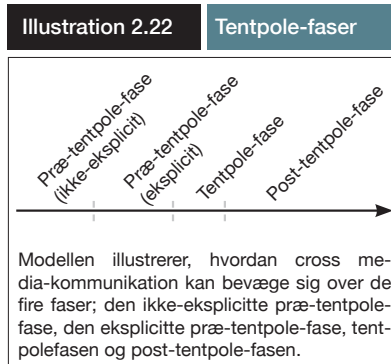 Illustration 2.22
Tentpole-faser
Præ-tentpole-fase
(ikke-eksplicit)
Præ-tentpole-fase
(eksplicit)
Tentpole-fase
Post-tentpole-fase
Modellen illustrerer, hvordan cross me-
dia-kommunikation kan bevæge sig over de
fire faser; den ikke-eksplicitte præ-tentpole-
fase, den eksplicitte præ-tentpole-fase, tent-
polefasen og post-tentpole-fasen.